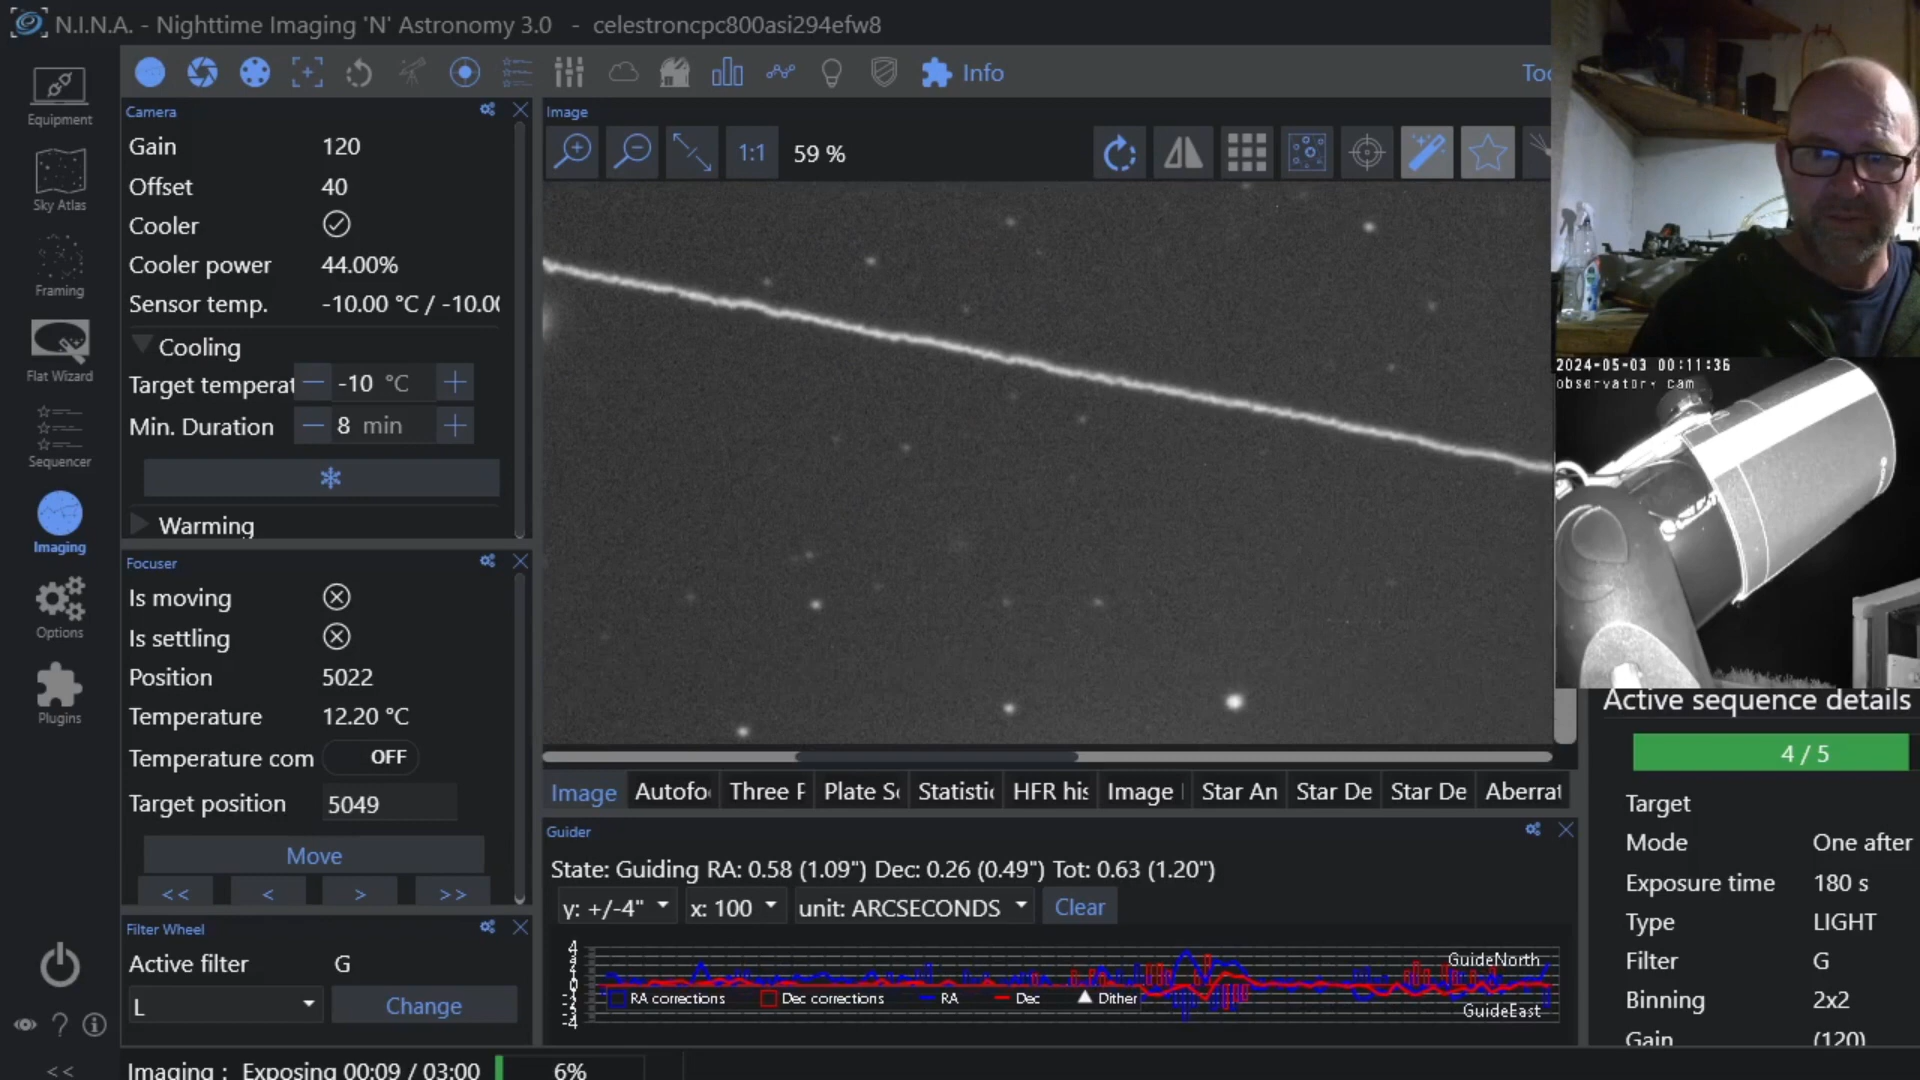 N.I.N.A. - Nighttime Imaging 'N' Astronomy 3.0 - celestroncpc800asi294efw8
Info
Too
Equipment
Sky Atlas
Framing
Flat Wizard
Sequencer
Imaging
Options
Plugins
Camera
Gain 120
Offset 40
Cooler
Cooler power 44.00%
Sensor temp. -10.00 °C / -10.00
Cooling
Target temperat -10 °C
Min. Duration 8 min
Warming
Focuser
Is moving
Is settling
Position 5022
Temperature 12.20 °C
Temperature com OFF
Target position 5049
Move
<< < > >>
Filter Wheel
Active filter G
L Change
Image
1:1 59 %
2024-05-03 00:11:36
observatory cam
Image Autofo Three P Plate So Statistic HFR his Image Star An Star De Star De Aberrat
Guider
State: Guiding RA: 0.58 (1.09") Dec: 0.26 (0.49") Tot: 0.63 (1.20")
y: +/-4" x: 100 unit: ARCSECONDS Clear
GuideNorth
RA corrections Dec corrections RA Dec Dither
GuideEast
Active sequence details
4 / 5
Target
Mode One after
Exposure time 180 s
Type LIGHT
Filter G
Binning 2x2
Gain (120)
<<
Imaging : Exposing 00:09 / 03:00 6%